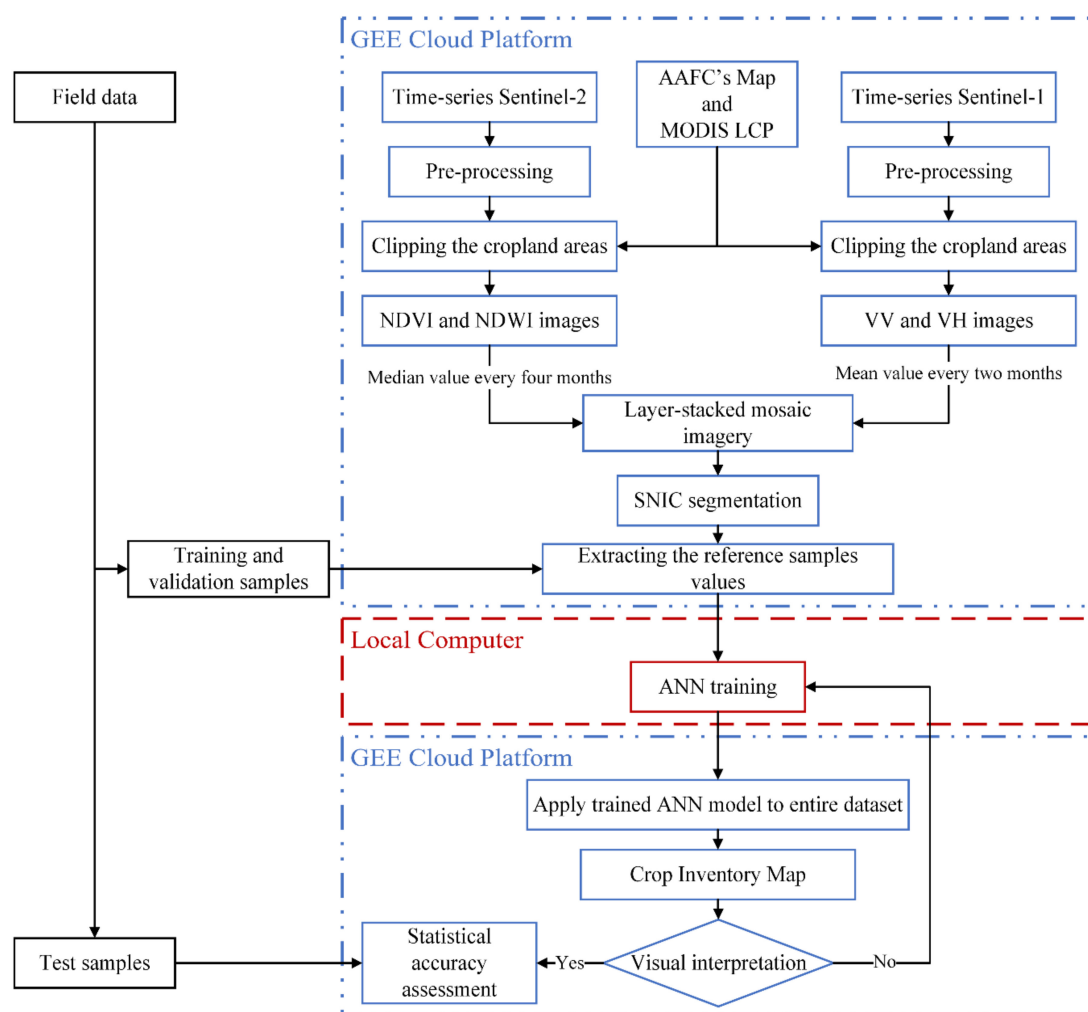 GEE Cloud Platform
Field data
Time-series Sentinel-2
AAFC's Map
and
MODIS LCP
Time-series Sentinel-1
Pre-processing
Pre-processing
Clipping the cropland areas
Clipping the cropland areas
NDVI and NDWI images
VV and VH images
Median value every four months
Mean value every two months
Layer-stacked mosaic
imagery
SNIC segmentation
Training and
validation samples
Extracting the reference samples
values
Local Computer
ANN training
GEE Cloud Platform
Apply trained ANN model to entire dataset
Crop Inventory Map
Test samples
Statistical
accuracy
assessment
Yes
Visual interpretation
No